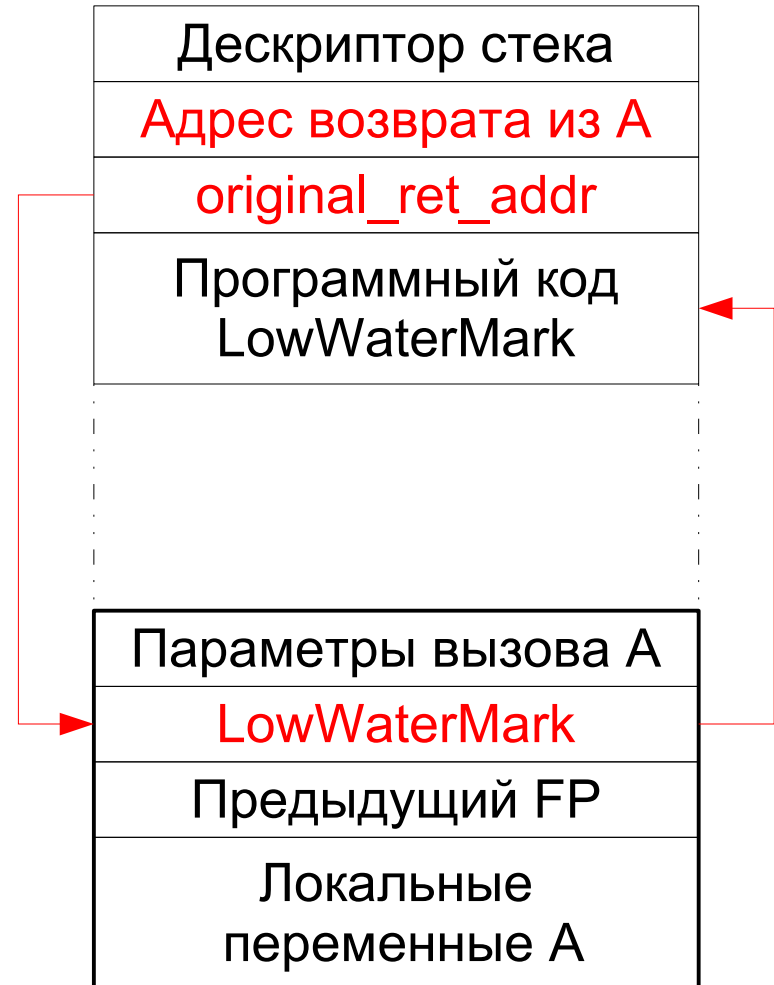 Дескриптор стека
Адрес возврата из А
original_ret_addr
Программный код
LowWaterMark
Параметры вызова А
LowWaterMark
Предыдущий FP
Локальные
переменные А